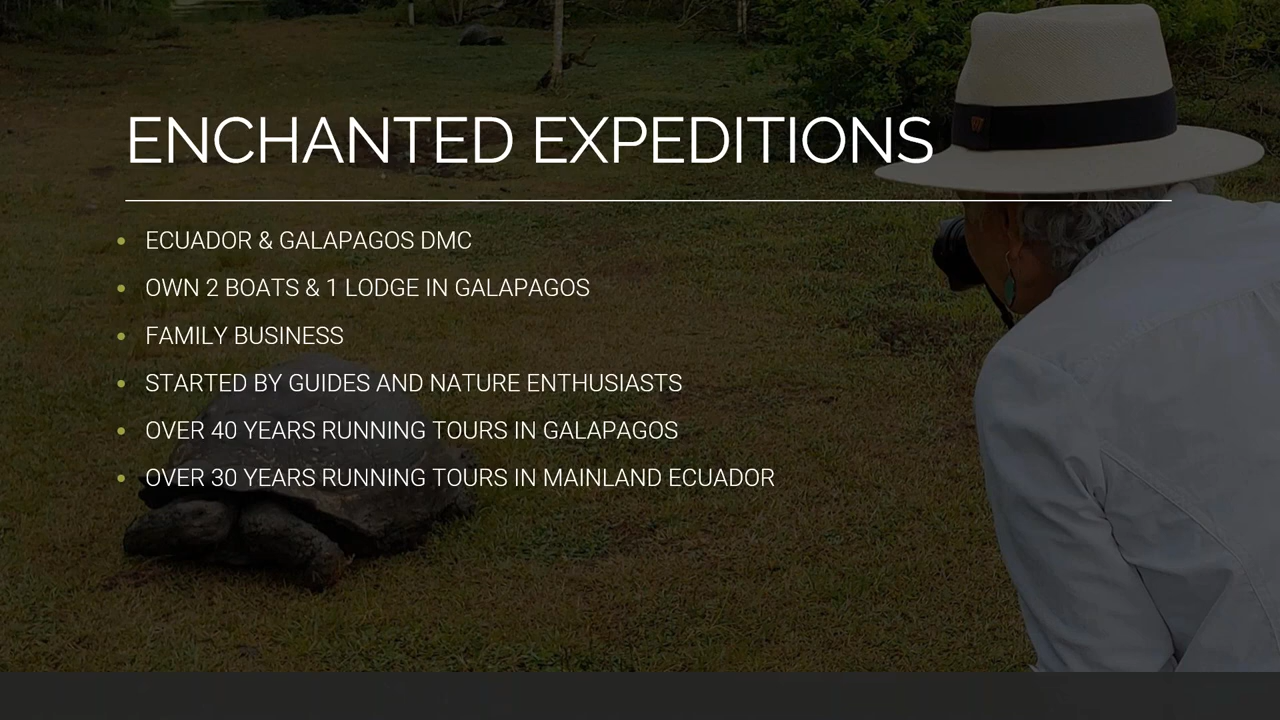 ENCHANTED EXPEDITIONS
ECUADOR & GALAPAGOS DMC
OWN 2 BOATS & 1 LODGE IN GALAPAGOS
FAMILY BUSINESS
STARTED BY GUIDES AND NATURE ENTHUSIASTS
OVER 40 YEARS RUNNING TOURS IN GALAPAGOS
OVER 30 YEARS RUNNING TOURS IN MAINLAND ECUADOR